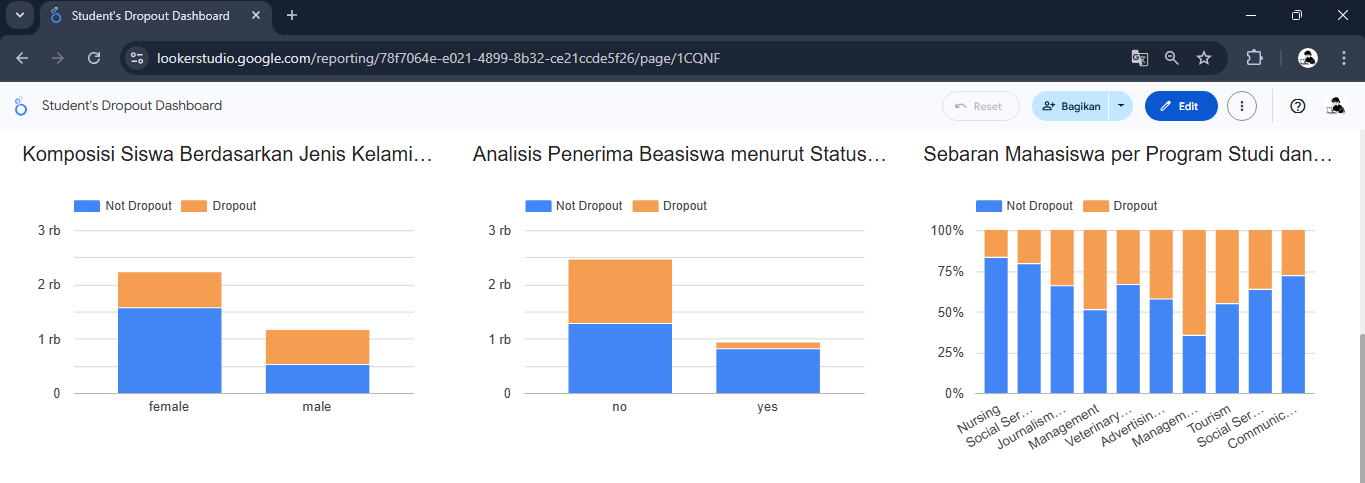 Student's Dropout Dashboard
lookerstudio.google.com/reporting/78f7064e-e021-4899-8b32-ce21ccde5f26/page/1CQNF
Student's Dropout Dashboard
Reset
Bagikan
Edit
Komposisi Siswa Berdasarkan Jenis Kelami...
Not Dropout
Dropout
3 rb
2 rb
1 rb
0
female
male
Analisis Penerima Beasiswa menurut Status...
Not Dropout
Dropout
3 rb
2 rb
1 rb
0
no
yes
Sebaran Mahasiswa per Program Studi dan...
Not Dropout
Dropout
100%
75%
50%
25%
0%
Nursing
Social Ser...
Journalism...
Management
Veterinary...
Advertisin...
Managem...
Tourism
Social Ser...
Communic...